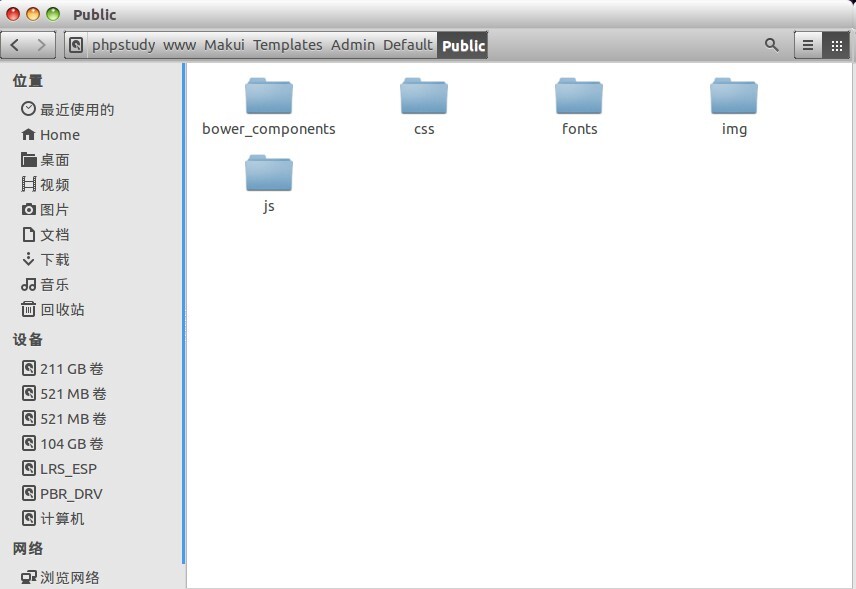 Public
phpstudy www Makui Templates Admin Default Public
位置
最近使用的
Home
桌面
视频
图片
文档
下载
音乐
回收站
设备
211 GB 卷
521 MB 卷
521 MB 卷
104 GB 卷
LRS_ESP
PBR_DRV
计算机
网络
浏览网络
bower_components css fonts img
js